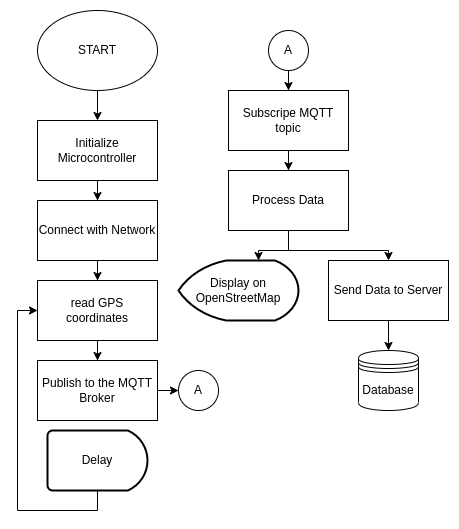 START
Initialize
Microcontroller
Connect with Network
read GPS
coordinates
Publish to the MQTT
Broker
A
Delay
A
Subscripe MQTT
topic
Process Data
Display on
OpenStreetMap
Send Data to Server
Database